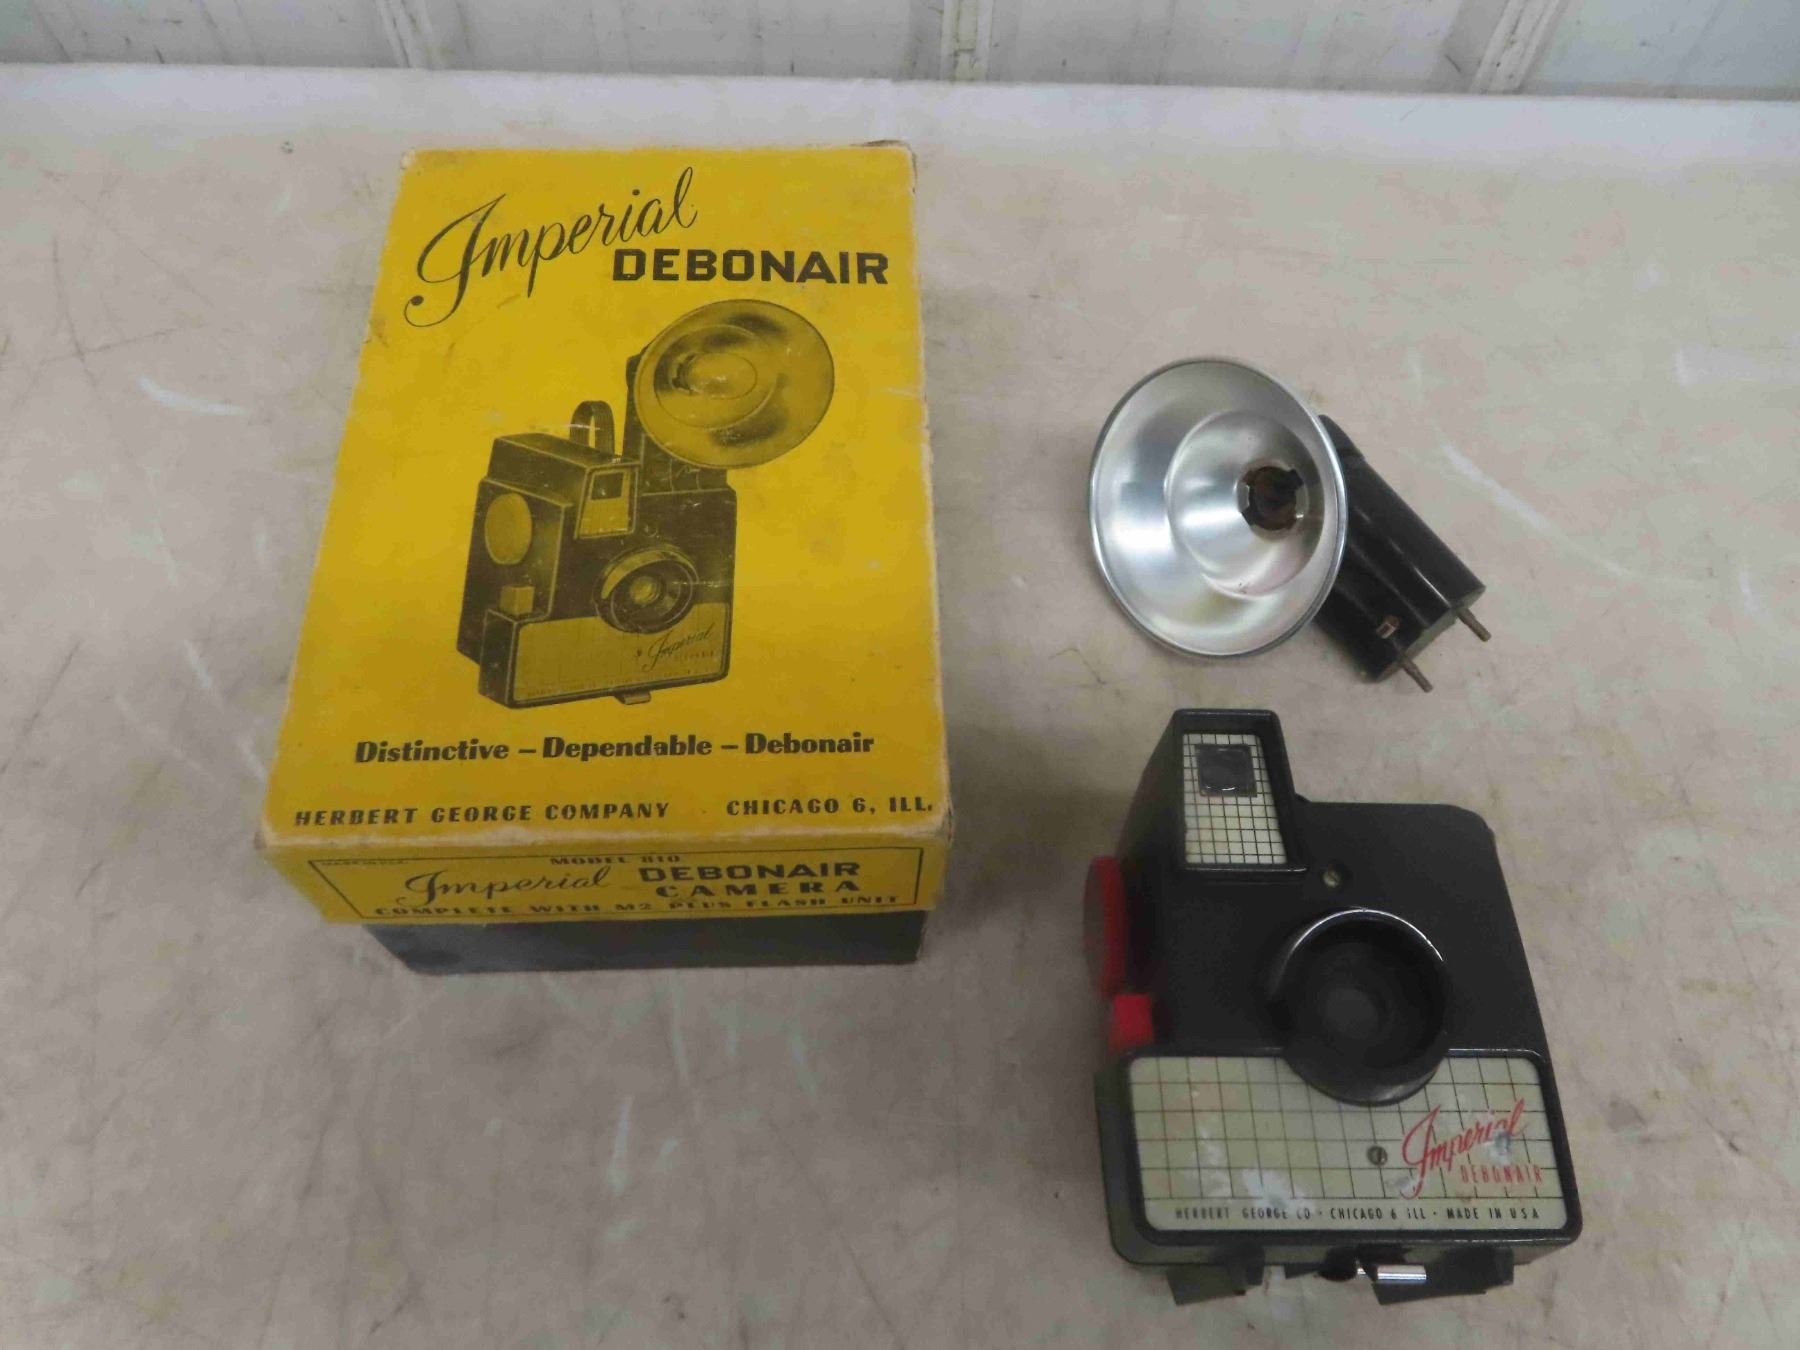 Imperial
DEBONAIR
Imperial
DEBONAIR
Distinctive – Dependable – Debonair
HERBERT GEORGE COMPANY CHICAGO 6, ILL.
MODEL 810
Imperial DEBONAIR
CAMERA
COMPLETE WITH M2 PLUS FLASH UNIT
Imperial
DEBONAIR
HERBERT GEORGE CO · CHICAGO 6 ILL · MADE IN USA